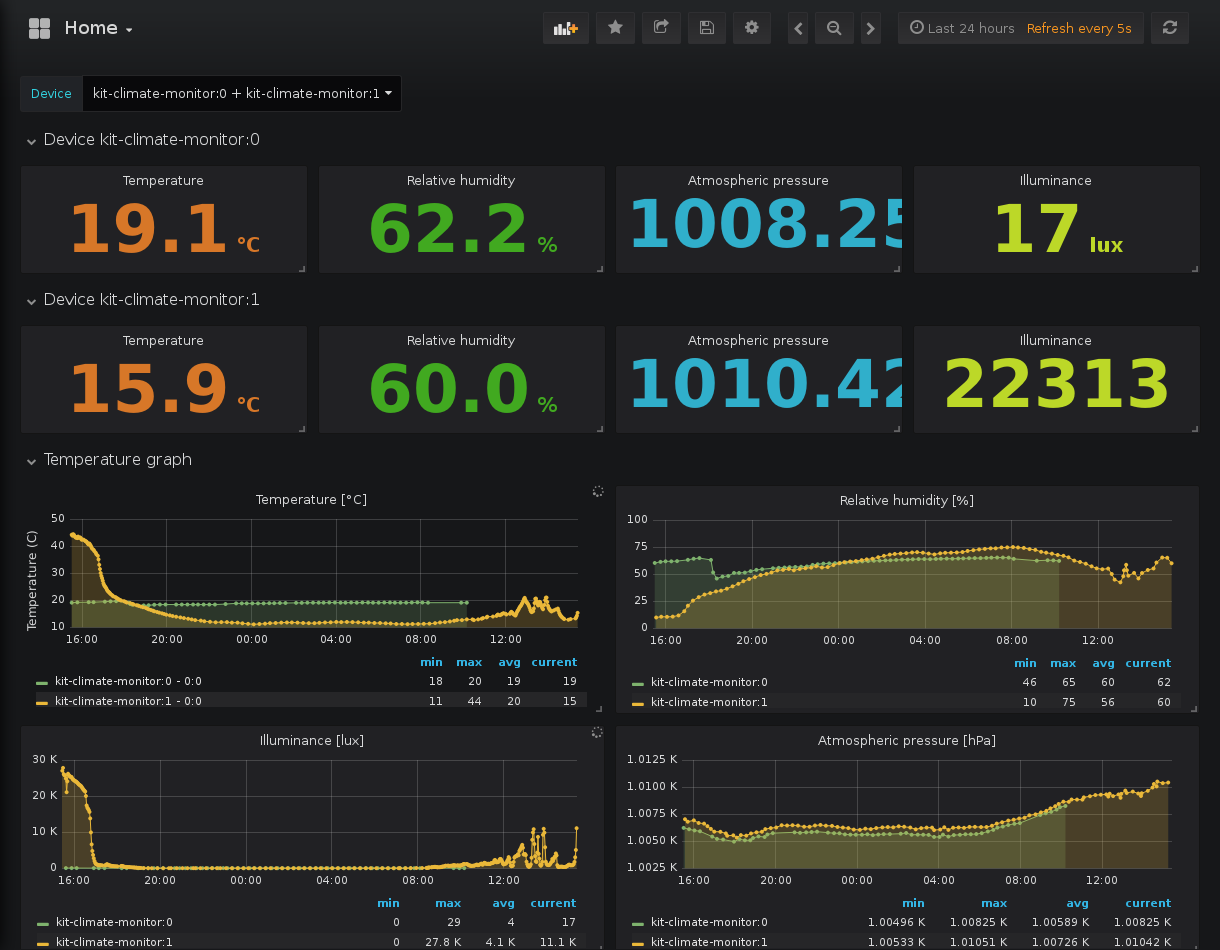 Home
Last 24 hours Refresh every 5s
Device kit-climate-monitor:0 + kit-climate-monitor:1
Device kit-climate-monitor:0
Temperature Relative humidity Atmospheric pressure Illuminance
19.1 °C 62.2 % 1008.25 17 lux
Device kit-climate-monitor:1
Temperature Relative humidity Atmospheric pressure Illuminance
15.9 °C 60.0 % 1010.42 22313
Temperature graph
Temperature [°C]
Temperature (C)
50
40
30
20
10
16:00 20:00 00:00 04:00 08:00 12:00
min max avg current
kit-climate-monitor:0 - 0:0 18 20 19 19
kit-climate-monitor:1 - 0:0 11 44 20 15
Relative humidity [%]
100
75
50
25
0
16:00 20:00 00:00 04:00 08:00 12:00
min max avg current
kit-climate-monitor:0 46 65 60 62
kit-climate-monitor:1 10 75 56 60
Illuminance [lux]
30 K
20 K
10 K
0
16:00 20:00 00:00 04:00 08:00 12:00
min max avg current
kit-climate-monitor:0 0 29 4 17
kit-climate-monitor:1 0 27.8 K 4.1 K 11.1 K
Atmospheric pressure [hPa]
1.0125 K
1.0100 K
1.0075 K
1.0050 K
1.0025 K
16:00 20:00 00:00 04:00 08:00 12:00
min max avg current
kit-climate-monitor:0 1.00496 K 1.00825 K 1.00589 K 1.00825 K
kit-climate-monitor:1 1.00533 K 1.01051 K 1.00726 K 1.01042 K